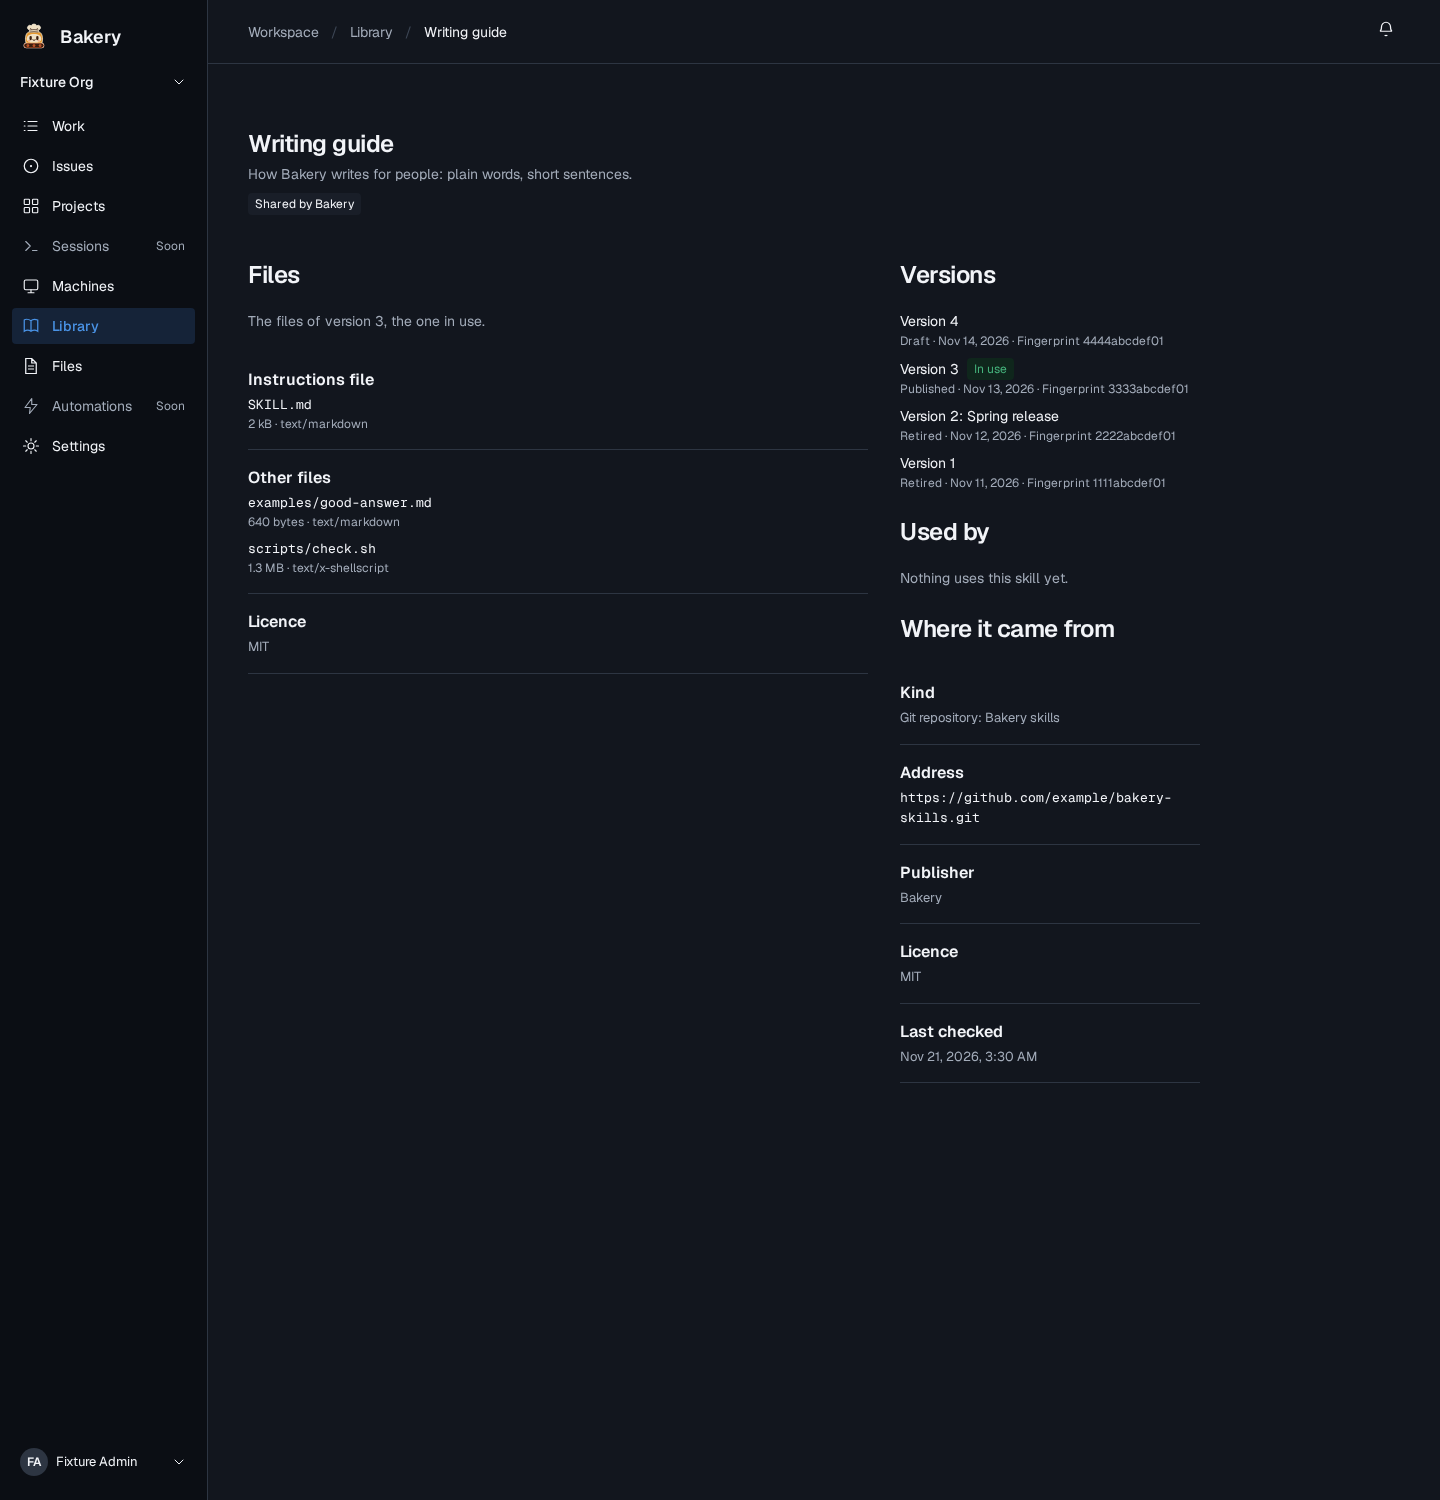 Bakery
Fixture Org
Work
Issues
Projects
Sessions Soon
Machines
Library
Files
Automations Soon
Settings
FA Fixture Admin
Workspace / Library / Writing guide
Writing guide
How Bakery writes for people: plain words, short sentences.
Shared by Bakery
Files
The files of version 3, the one in use.
Instructions file
SKILL.md
2 kB · text/markdown
Other files
examples/good-answer.md
640 bytes · text/markdown
scripts/check.sh
1.3 MB · text/x-shellscript
Licence
MIT
Versions
Version 4
Draft · Nov 14, 2026 · Fingerprint 4444abcdef01
Version 3 In use
Published · Nov 13, 2026 · Fingerprint 3333abcdef01
Version 2: Spring release
Retired · Nov 12, 2026 · Fingerprint 2222abcdef01
Version 1
Retired · Nov 11, 2026 · Fingerprint 1111abcdef01
Used by
Nothing uses this skill yet.
Where it came from
Kind
Git repository: Bakery skills
Address
https://github.com/example/bakery-
skills.git
Publisher
Bakery
Licence
MIT
Last checked
Nov 21, 2026, 3:30 AM